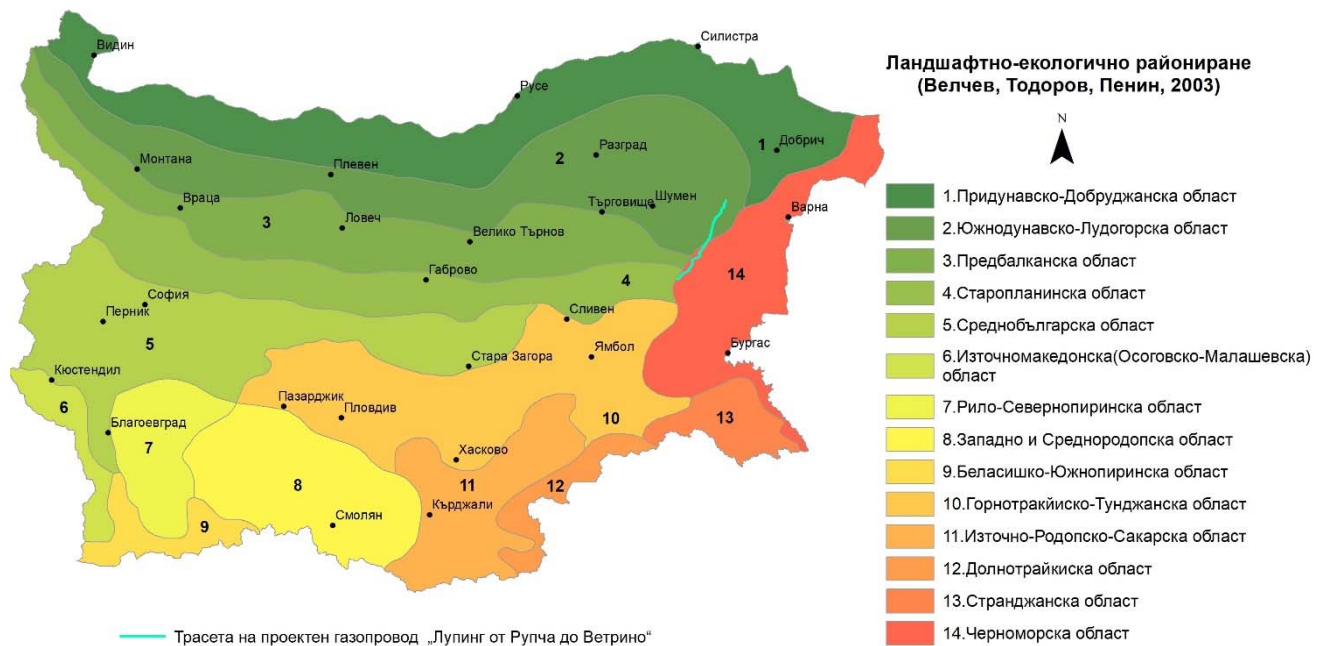 Ландшафтно-екологично райониране
(Велчев, Тодоров, Пенин, 2003)
N
1.Придунавско-Добруджанска област
2.Южнодунавско-Лудогорска област
3.Предбалканска област
4.Старопланинска област
5.Среднобългарска област
6.Източномакедонска(Осоговско-Малашевска)
област
7.Рило-Севернопиринска област
8.Западно и Среднородопска област
9.Беласишко-Южнопиринска област
10.Горнотракйиско-Тунджанска област
11.Източно-Родопско-Сакарска област
12.Долнотрайкиска област
13.Странджанска област
14.Черноморска област
Видин
Силистра
Русе
Монтана
Плевен
Разград
2
1
Добрич
Враца
Ловеч
3
Търговище
Шумен
Варна
Велико Търнов
Габрово
4
14
София
Перник
Сливен
5
Стара Загора
Ямбол
Бургас
Кюстендил
6
Пазарджик
Пловдив
10
13
Благоевград
7
Хасково
8
11
12
Кърджали
9
Смолян
Трасета на проектен газопровод „Лупинг от Рупча до Ветрино“